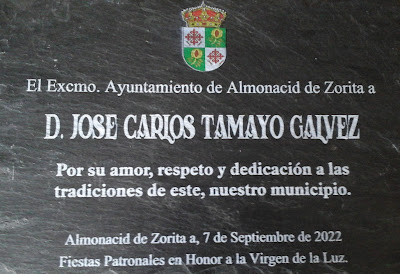 El Excmo. Ayuntamiento de Almonacid de Zorita a
D. JOSE CARLOS TAMAYO GALVEZ
Por su amor, respeto y dedicación a las
tradiciones de este, nuestro municipio.
Almonacid de Zorita a, 7 de Septiembre de 2022
Fiestas Patronales en Honor a la Virgen de la Luz.